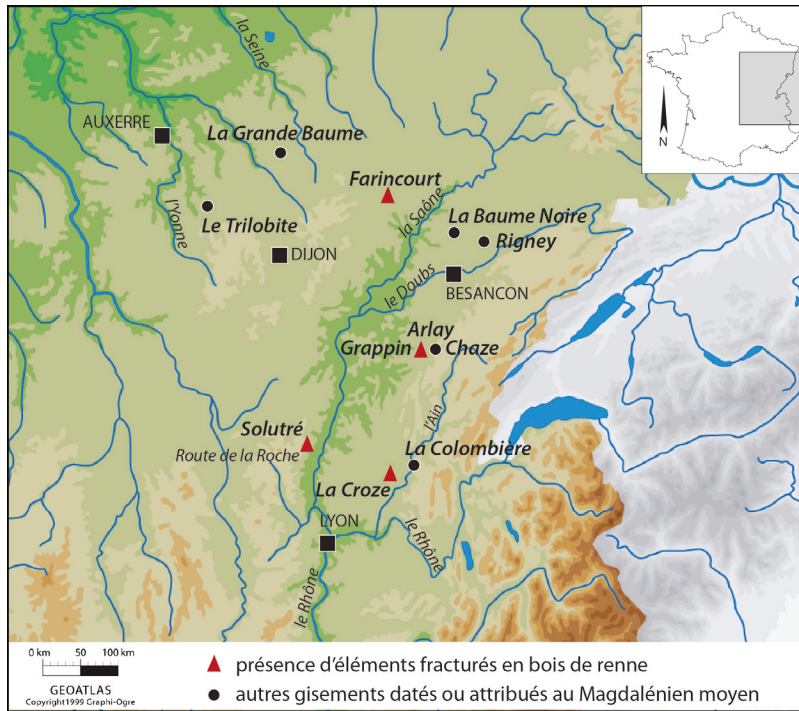 la Seine
N
AUXERRE
La Grande Baume
Farincourt
la Saône
l'Yonne
Le Trilobite
La Baume Noire
Rigney
DIJON
le Doubs
BESANCON
Arlay
Grappin
Chaze
l'Ain
Solutré
Route de la Roche
La Colombière
La Croze
LYON
le Rhône
le Rhône
0 km 50 100 km
GEOATLAS
Copyright1999 Graphi-Ogre
présence d'éléments fracturés en bois de renne
autres gisements datés ou attribués au Magdalénien moyen